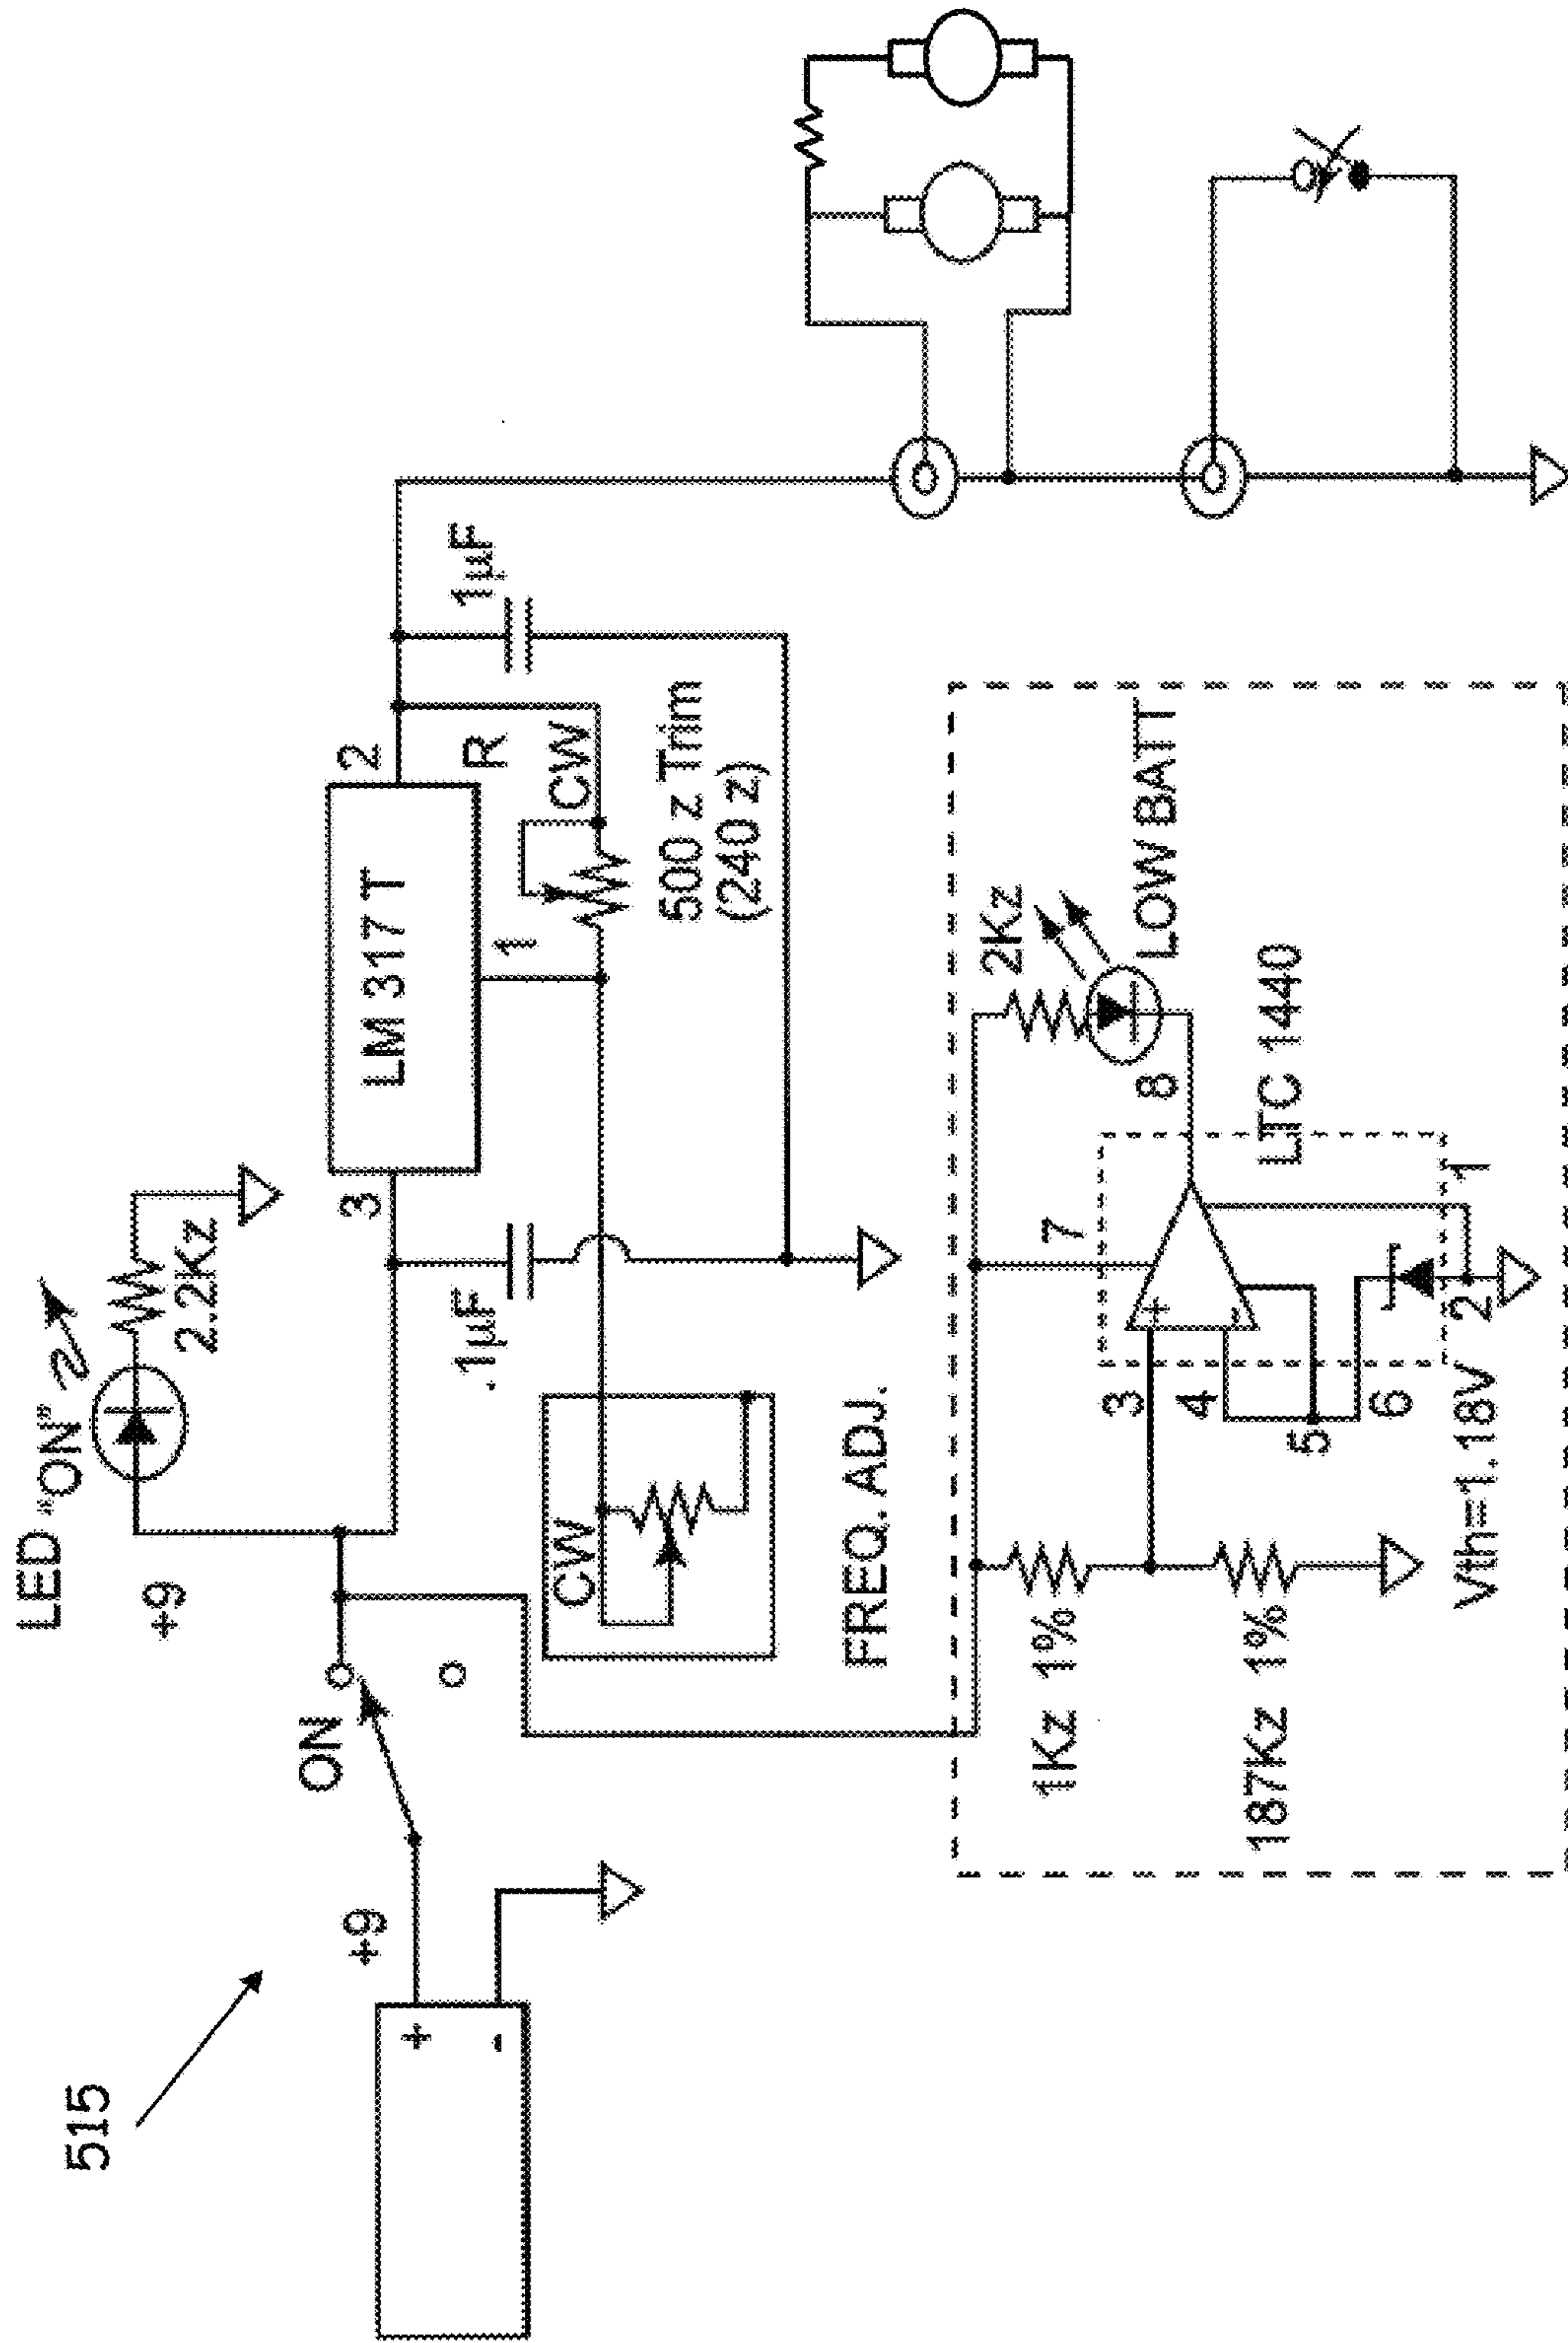 515
+
-
+9
ON
+9
LED "ON"
2.2Kz
3
LM 317 T
2
1
R
CW
500 z Trim
(240 z)
.1µF
1µF
CW
FREQ. ADJ.
1Kz 1%
187Kz 1%
3
4
5
6
7
8
+
-
2
1
Vth=1.18V
LTC 1440
2Kz
LOW BATT